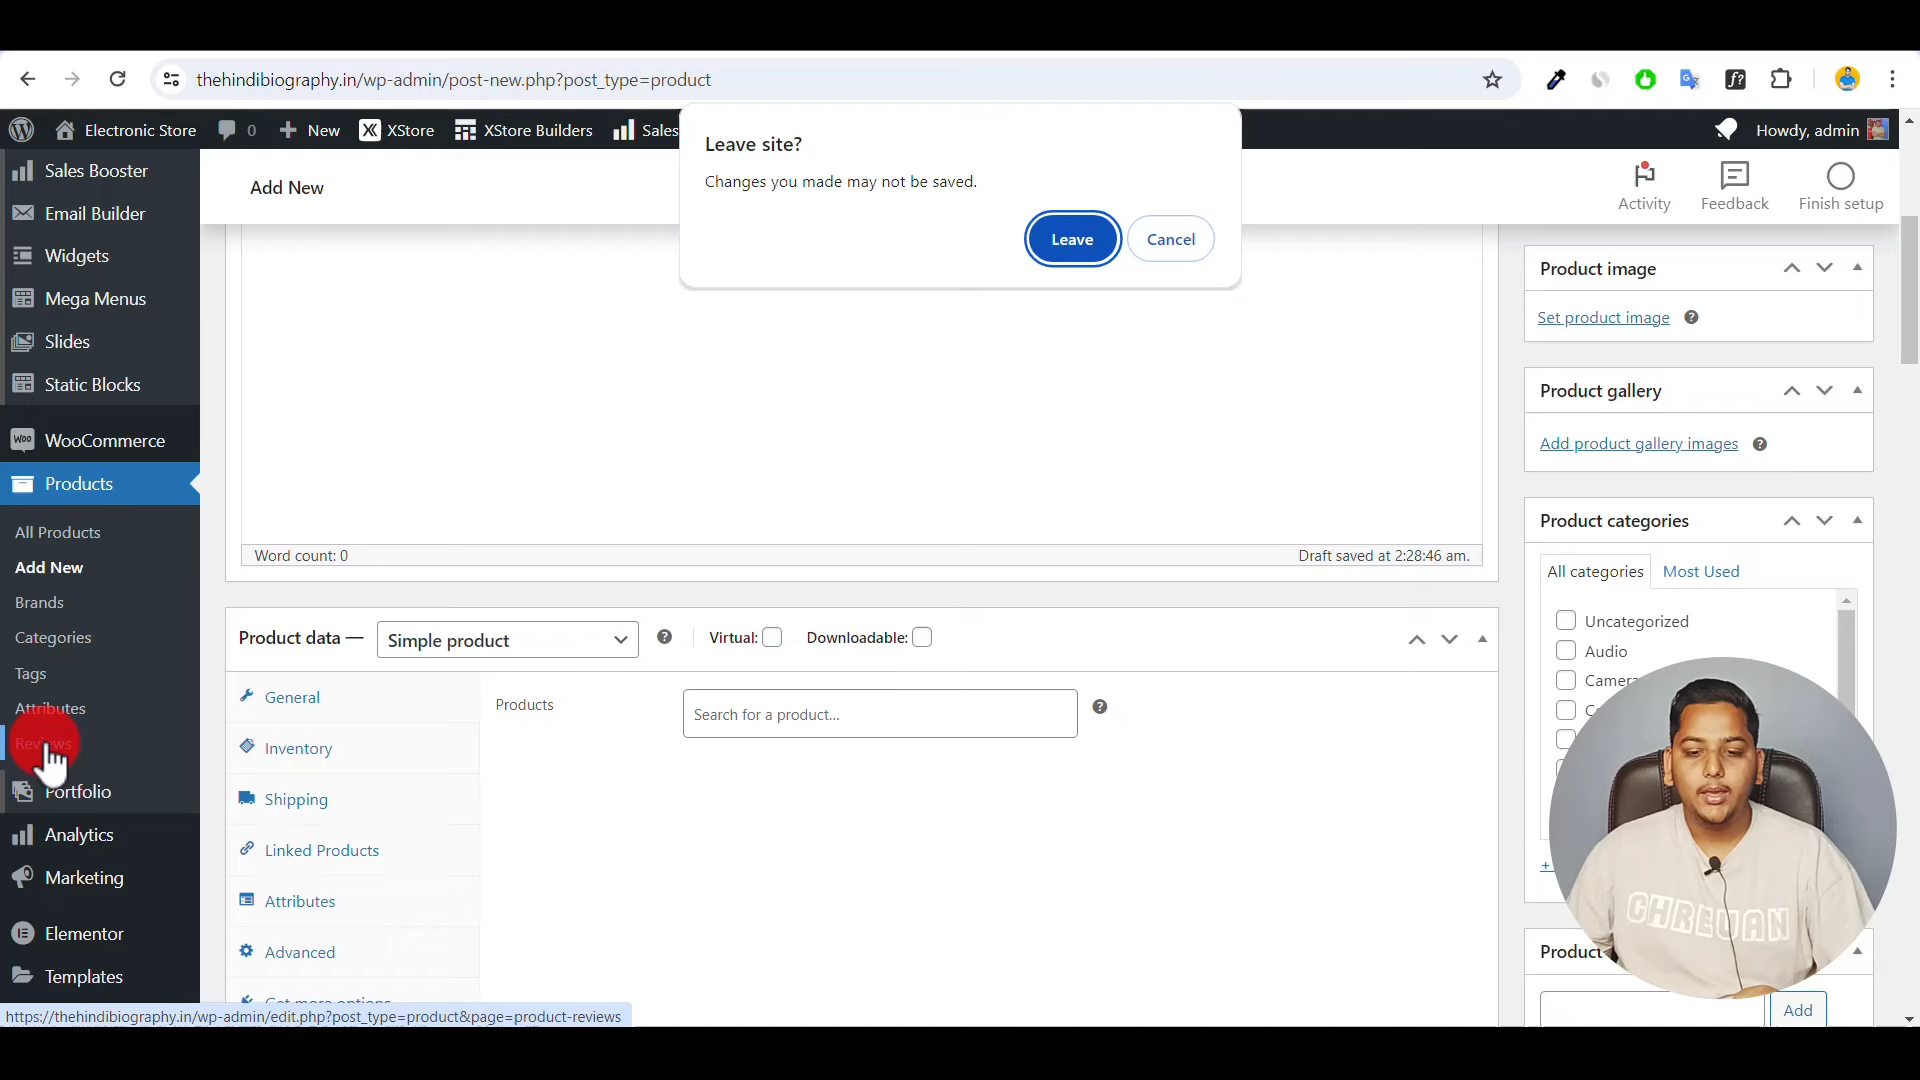 thehindibiography.in/wp-admin/post-new.php?post_type=product
Electronic Store
0
New
XStore
XStore Builders
Sales
Howdy, admin
Leave site?
Changes you made may not be saved.
Leave
Cancel
Sales Booster
Email Builder
Widgets
Mega Menus
Slides
Static Blocks
WooCommerce
Products
All Products
Add New
Brands
Categories
Tags
Attributes
Reviews
Portfolio
Analytics
Marketing
Elementor
Templates
https://thehindibiography.in/wp-admin/edit.php?post_type=product&page=product-reviews
Add New
Activity
Feedback
Finish setup
Word count: 0
Draft saved at 2:28:46 am.
Product data —
Simple product
Virtual:
Downloadable:
General
Inventory
Shipping
Linked Products
Attributes
Advanced
Get more options
Products
Search for a product...
Product image
Set product image
Product gallery
Add product gallery images
Product categories
All categories
Most Used
Uncategorized
Audio
Camera
Product
Add